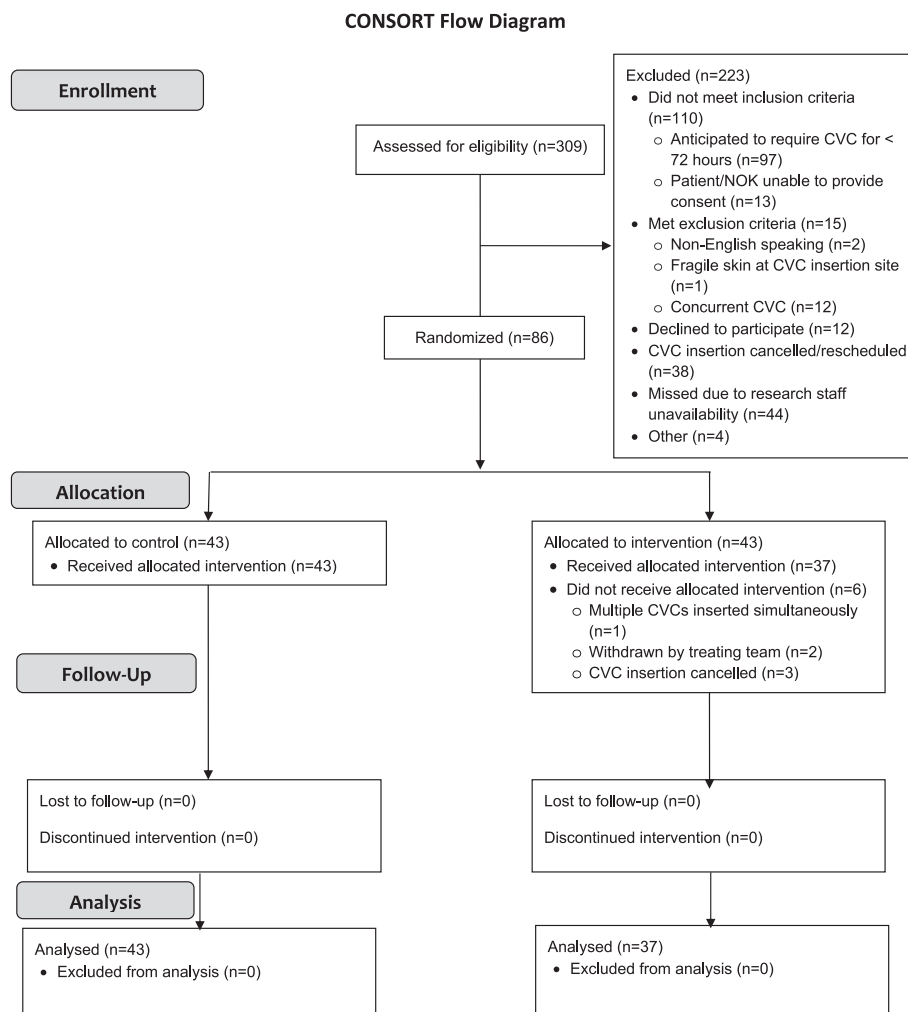 CONSORT Flow Diagram
Enrollment
Assessed for eligibility (n=309)
Excluded (n=223)
• Did not meet inclusion criteria
(n=110)
o Anticipated to require CVC for <
72 hours (n=97)
o Patient/NOK unable to provide
consent (n=13)
• Met exclusion criteria (n=15)
o Non-English speaking (n=2)
o Fragile skin at CVC insertion site
(n=1)
o Concurrent CVC (n=12)
• Declined to participate (n=12)
• CVC insertion cancelled/rescheduled
(n=38)
• Missed due to research staff
unavailability (n=44)
• Other (n=4)
Randomized (n=86)
Allocation
Allocated to control (n=43)
• Received allocated intervention (n=43)
Allocated to intervention (n=43)
• Received allocated intervention (n=37)
• Did not receive allocated intervention (n=6)
o Multiple CVCs inserted simultaneously
(n=1)
o Withdrawn by treating team (n=2)
o CVC insertion cancelled (n=3)
Follow-Up
Lost to follow-up (n=0)
Discontinued intervention (n=0)
Lost to follow-up (n=0)
Discontinued intervention (n=0)
Analysis
Analysed (n=43)
• Excluded from analysis (n=0)
Analysed (n=37)
• Excluded from analysis (n=0)